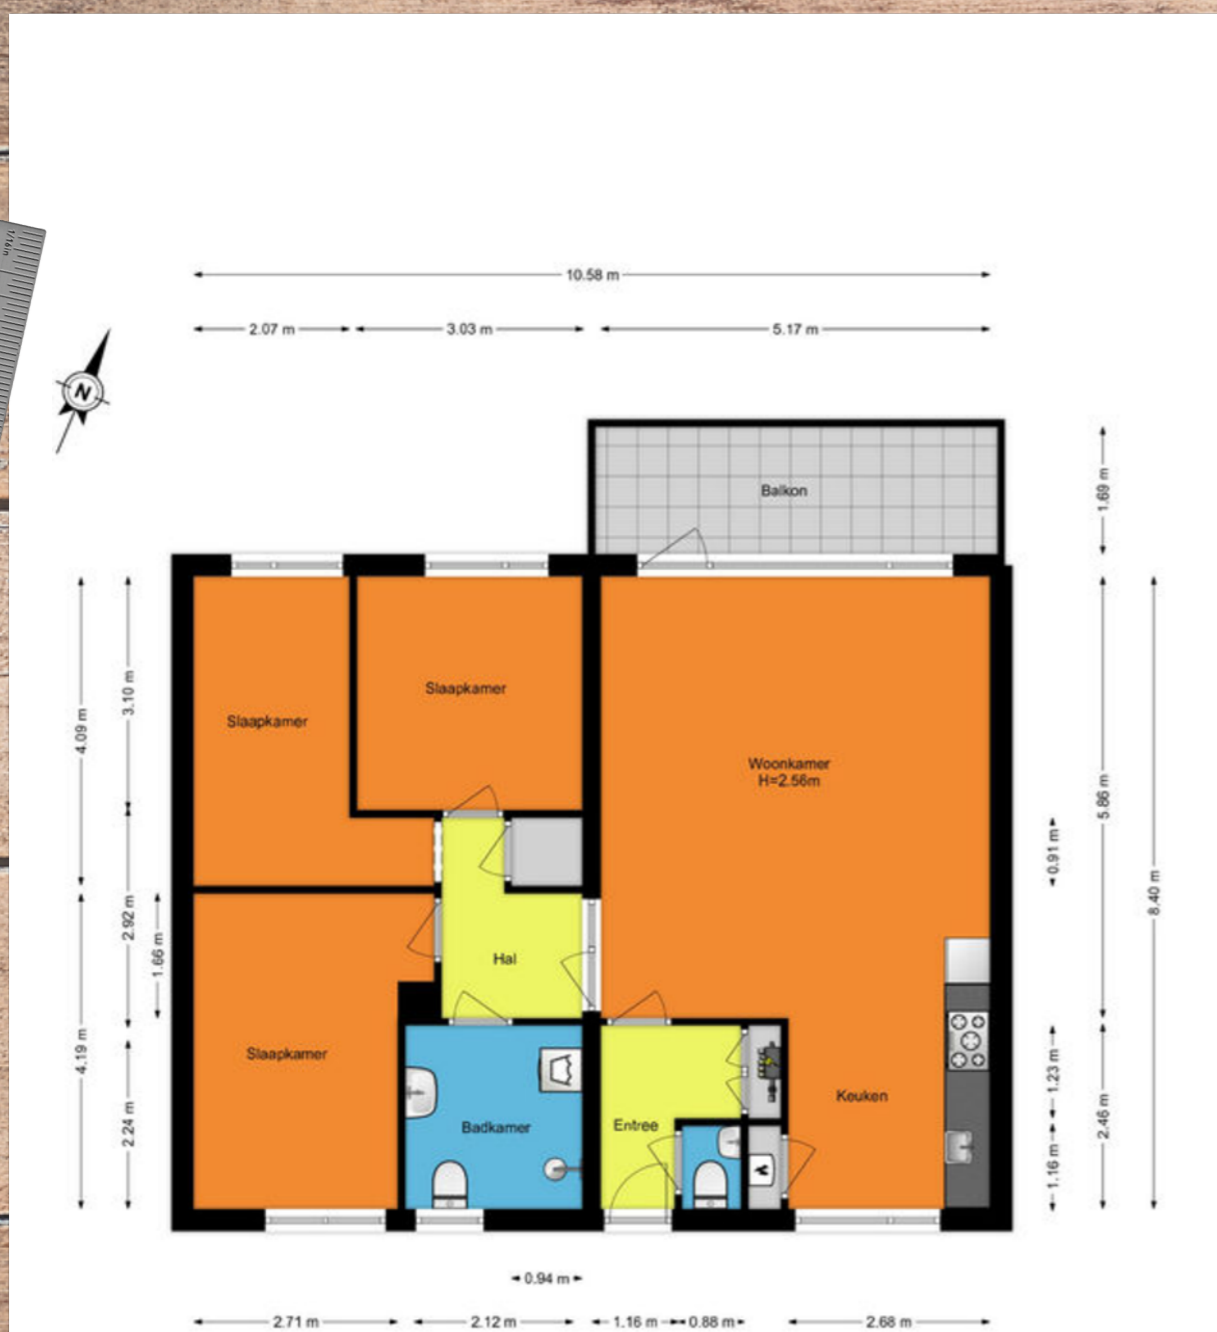 1/16in
10.58 m
2.07 m
3.03 m
5.17 m
N
Balkon
1.69 m
Slaapkamer
Slaapkamer
Woonkamer
H=2.56m
4.09 m
3.10 m
5.86 m
0.91 m
8.40 m
2.92 m
1.66 m
Hal
Slaapkamer
Badkamer
Entree
Keuken
4.19 m
2.24 m
1.23 m
2.46 m
1.16 m
0.94 m
2.71 m
2.12 m
1.16 m
0.88 m
2.68 m